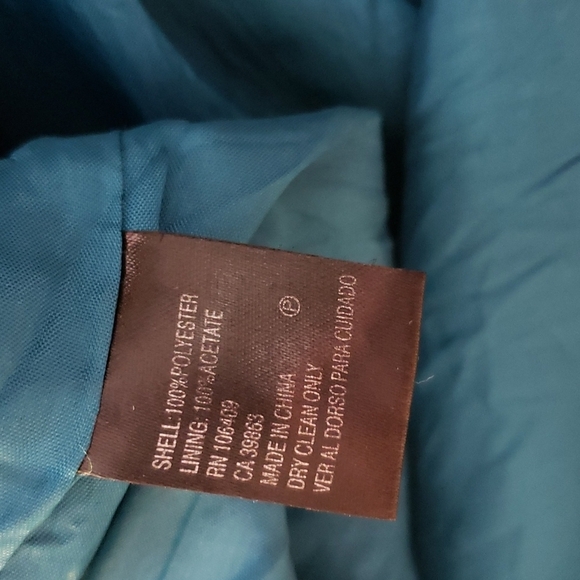 SHELL:100%POLYESTER
LINING: 100%ACETATE
RN 106409
CA 39863
MADE IN CHINA
Ⓟ
DRY CLEAN ONLY
VER AL DORSO PARA CUIDADO